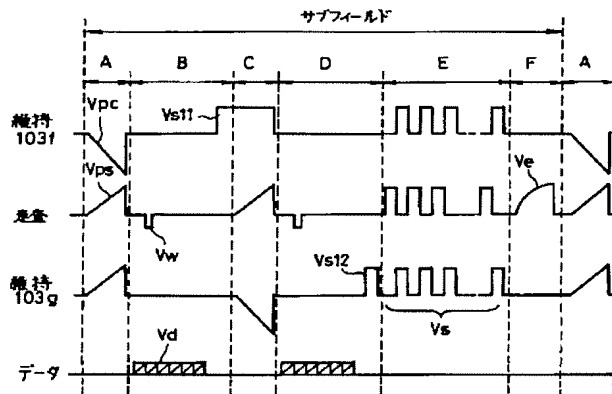 サブフィールド
A B C D E F A
維持
103f
Vpc
Vs11
Vps
Ve
走査
Vw
Vs12
維持
103g
Vs
Vd
データ